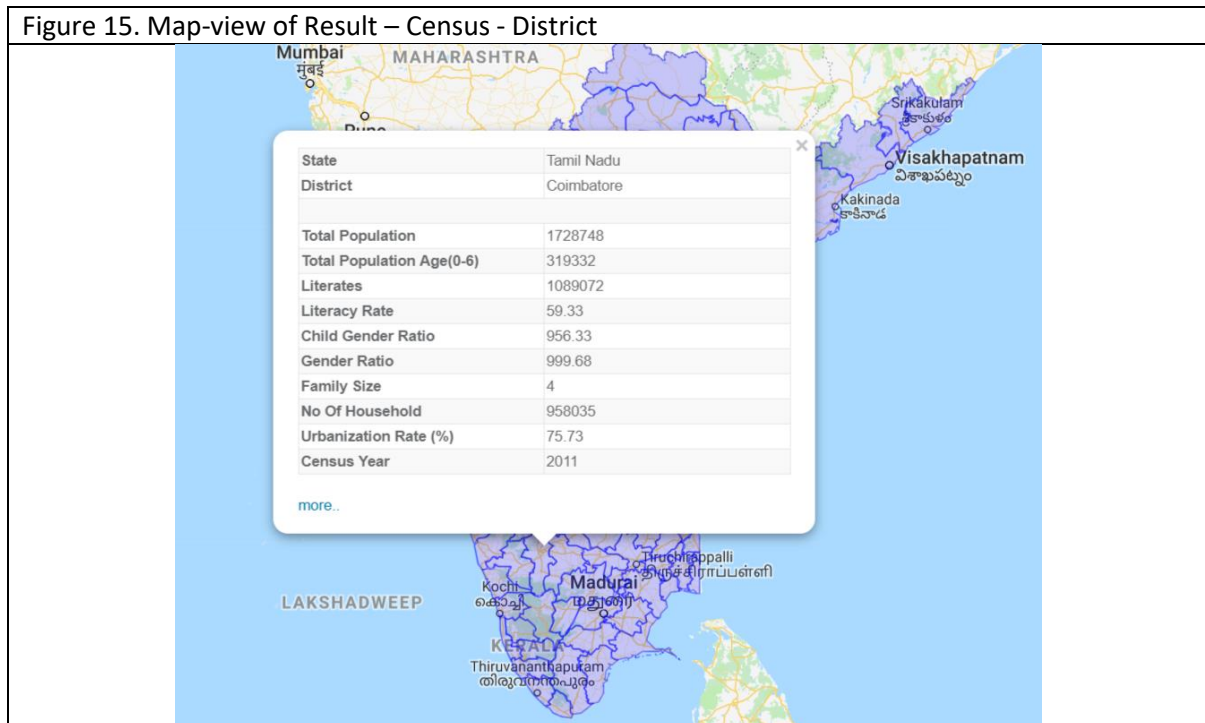 Figure 15. Map-view of Result – Census - District
Mumbai
मुंबई
MAHARASHTRA
Pune
Srikakulam
శ్రీకాకుళం
Visakhapatnam
విశాఖపట్నం
Kakinada
కాకినాడ
×
State Tamil Nadu
District Coimbatore
Total Population 1728748
Total Population Age(0-6) 319332
Literates 1089072
Literacy Rate 59.33
Child Gender Ratio 956.33
Gender Ratio 999.68
Family Size 4
No Of Household 958035
Urbanization Rate (%) 75.73
Census Year 2011
more..
Tiruchirappalli
திருச்சிராப்பள்ளி
Kochi
കൊച്ചി
Madurai
மதுரை
LAKSHADWEEP
KERALA
Thiruvananthapuram
തിരുവനന്തപുരം